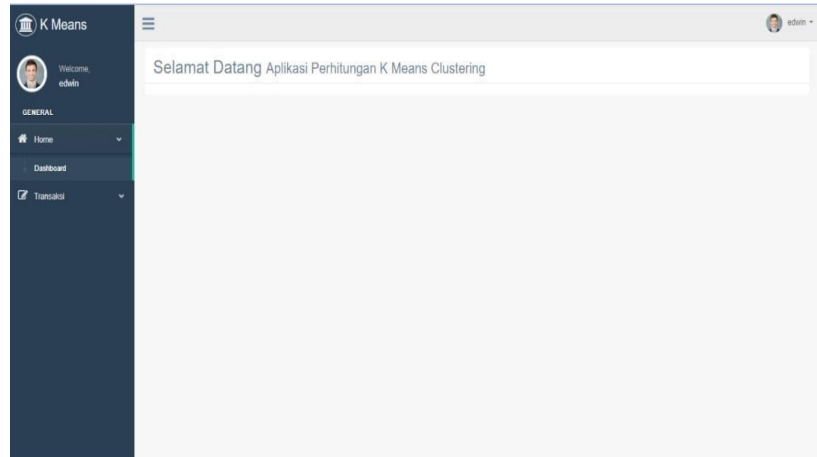 K Means
Welcome,
edwin
GENERAL
Home
Dashboard
Transaksi
edwin
Selamat Datang Aplikasi Perhitungan K Means Clustering